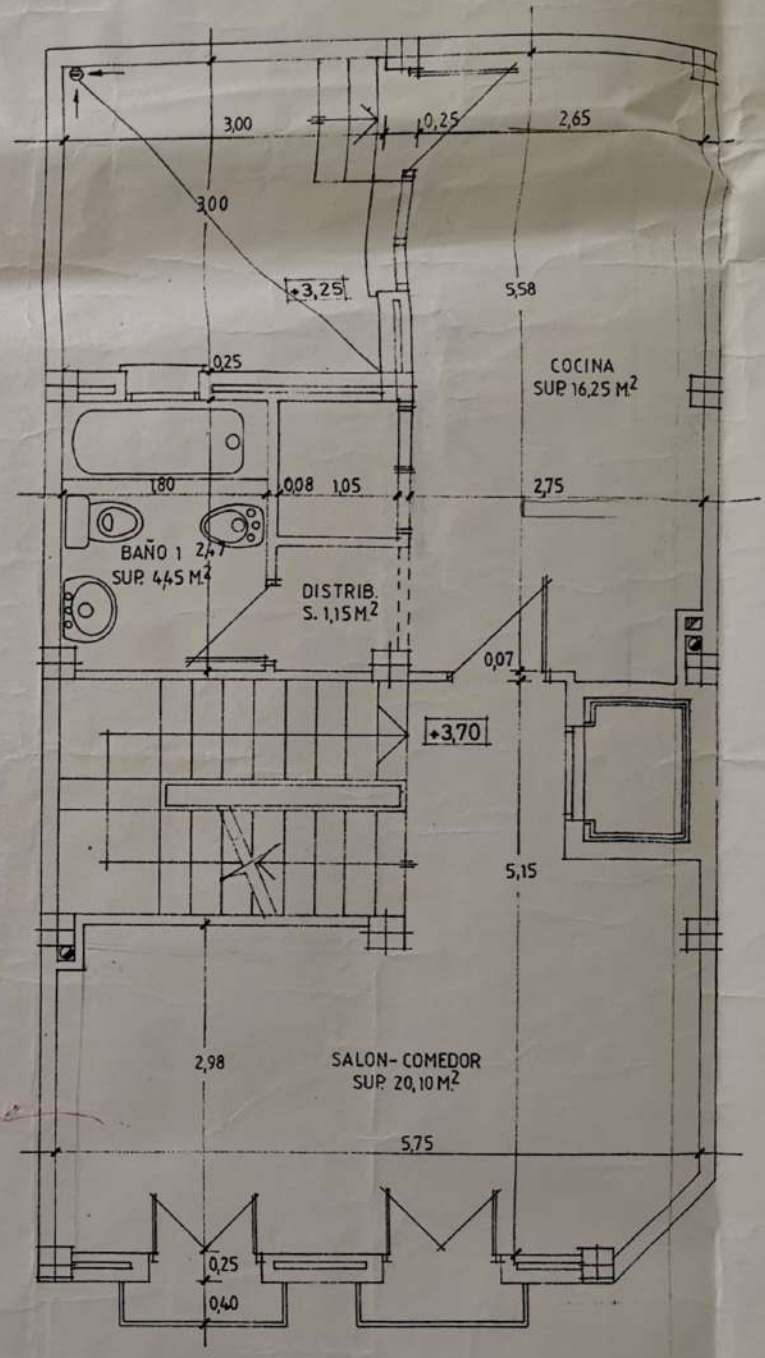 3,00
0,25
2,65
3,00
+3,25
5,58
0,25
COCINA
SUP. 16,25 M.²
1,80
0,08
1,05
2,75
BAÑO 1
2,47
SUP. 4,45 M.²
DISTRIB.
S. 1,15 M.²
0,07
+3,70
5,15
2,98
SALON-COMEDOR
SUP. 20,10 M.²
5,75
0,25
0,40